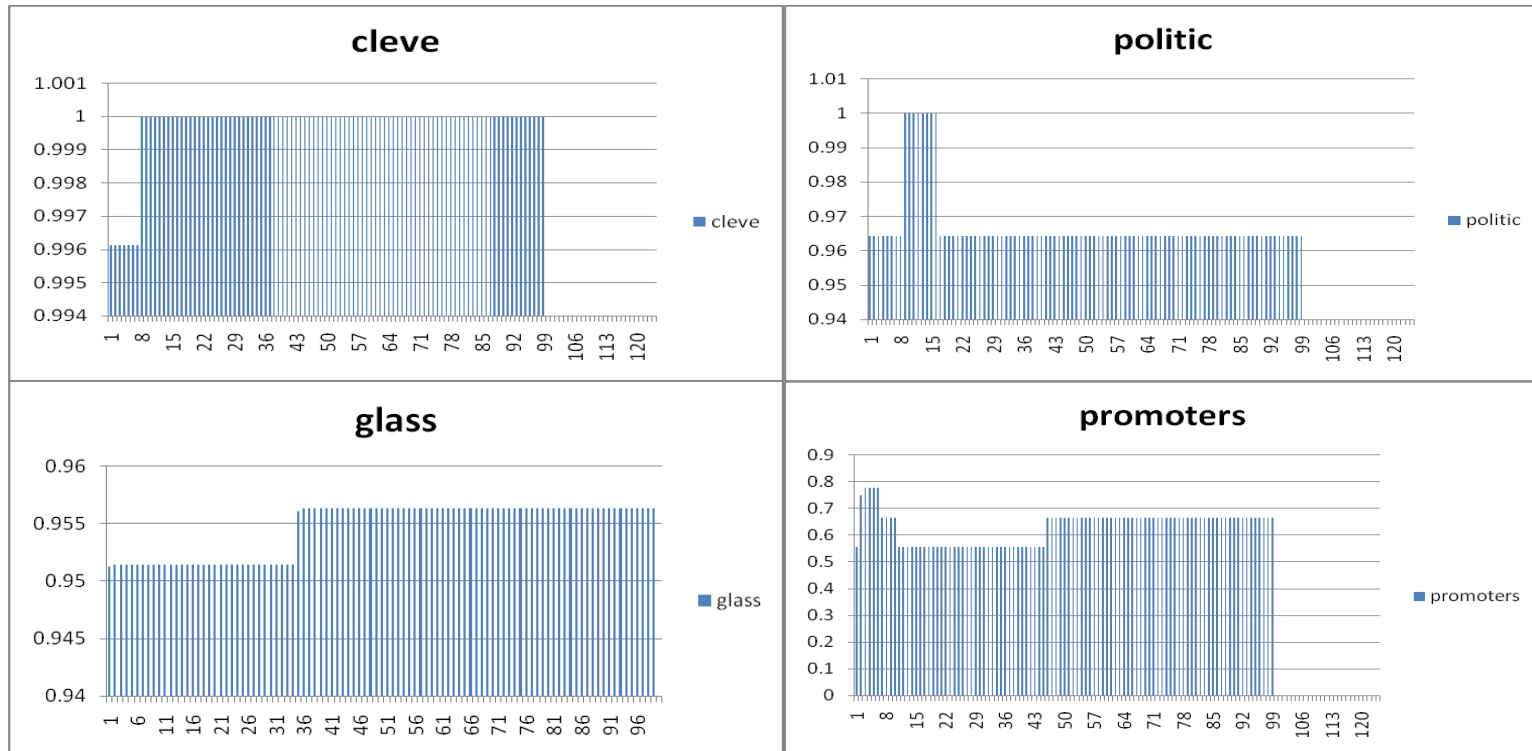 cleve
1.001
1
0.999
0.998
0.997
0.996
0.995
0.994
1 8 15 22 29 36 43 50 57 64 71 78 85 92 99 106 113 120
cleve
politic
1.01
1
0.99
0.98
0.97
0.96
0.95
0.94
1 8 15 22 29 36 43 50 57 64 71 78 85 92 99 106 113 120
politic
glass
0.96
0.955
0.95
0.945
0.94
1 6 11 16 21 26 31 36 41 46 51 56 61 66 71 76 81 86 91 96
glass
promoters
0.9
0.8
0.7
0.6
0.5
0.4
0.3
0.2
0.1
0
1 8 15 22 29 36 43 50 57 64 71 78 85 92 99 106 113 120
promoters